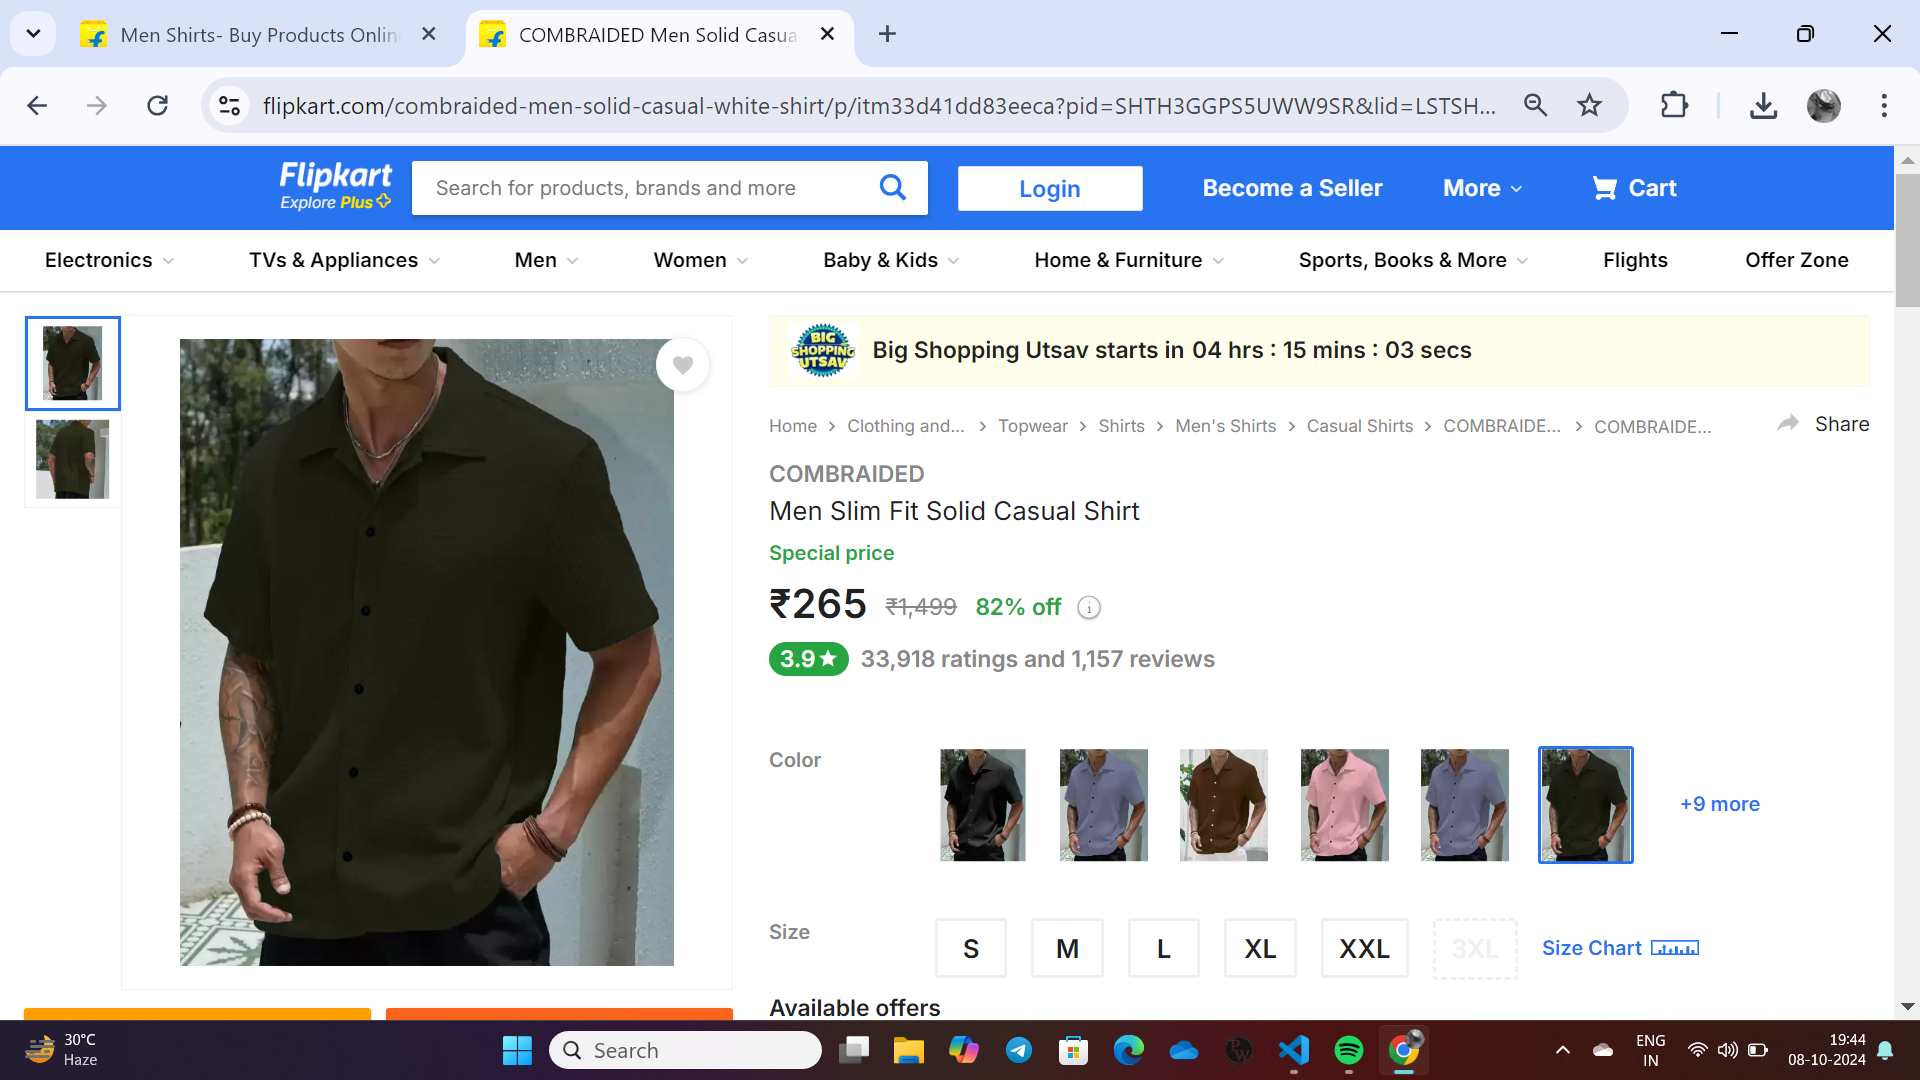 Men Shirts- Buy Products Onlin
COMBRAIDED Men Solid Casua
flipkart.com/combraided-men-solid-casual-white-shirt/p/itm33d41dd83eeca?pid=SHTH3GGPS5UWW9SR&lid=LSTSH...
Flipkart
Explore Plus
Search for products, brands and more
Login
Become a Seller
More
Cart
Electronics
TVs & Appliances
Men
Women
Baby & Kids
Home & Furniture
Sports, Books & More
Flights
Offer Zone
BIG
SHOPPING
UTSAV
Big Shopping Utsav starts in 04 hrs : 15 mins : 03 secs
Home > Clothing and... > Topwear > Shirts > Men's Shirts > Casual Shirts > COMBRAIDE... > COMBRAIDE...
Share
COMBRAIDED
Men Slim Fit Solid Casual Shirt
Special price
₹265 ₹1,499 82% off i
3.9★ 33,918 ratings and 1,157 reviews
Color
+9 more
Size
S
M
L
XL
XXL
3XL
Size Chart
Available offers
30°C
Haze
Search
PW
ENG
IN
19:44
08-10-2024